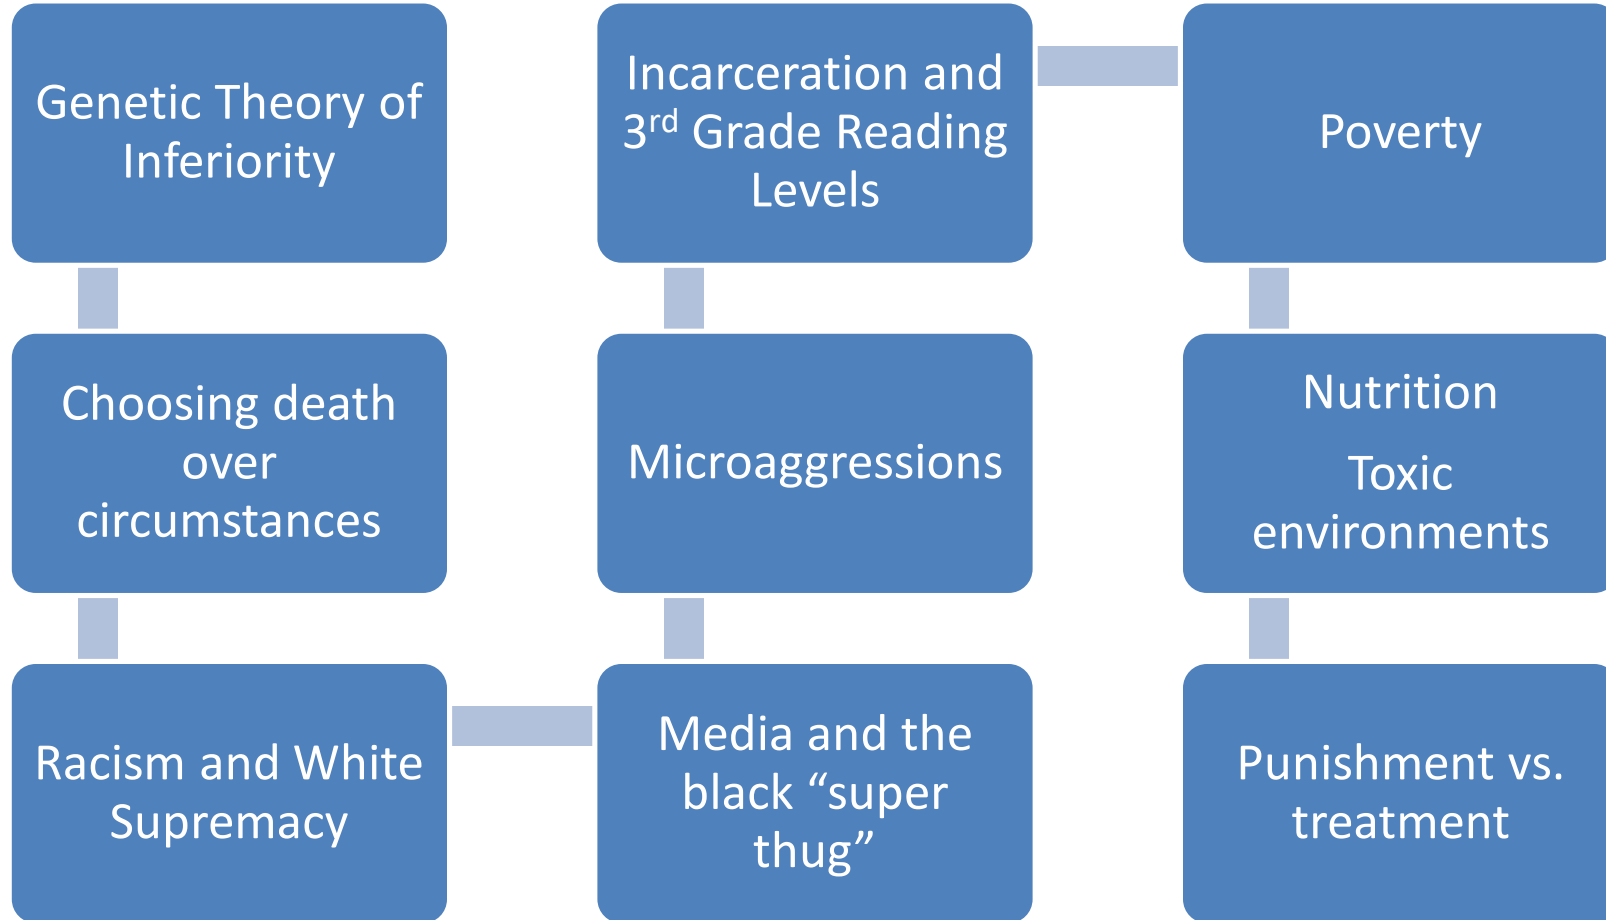 Genetic Theory of
Inferiority
Choosing death
over
circumstances
Racism and White
Supremacy
Media and the
black “super
thug”
Microaggressions
Incarceration and
3rd Grade Reading
Levels
Poverty
Nutrition
Toxic
environments
Punishment vs.
treatment